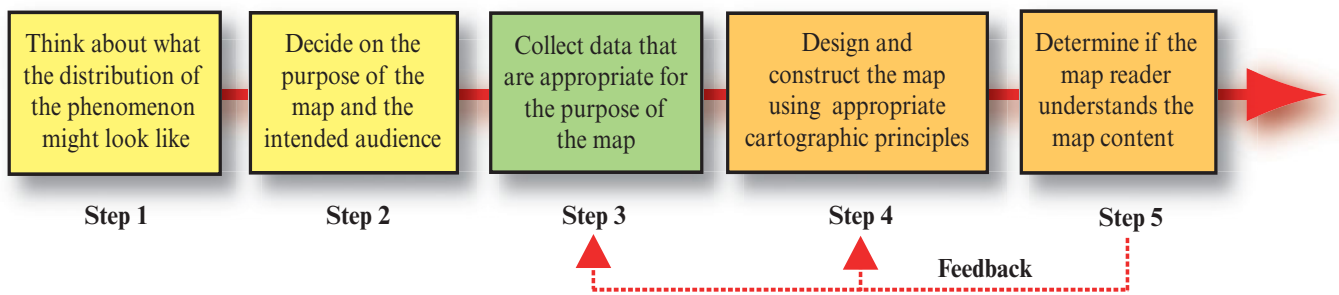 Think about what
the distribution of
the phenomenon
might look like
Decide on the
purpose of the
map and the
intended audience
Collect data that
are appropriate for
the purpose of
the map
Design and
construct the map
using appropriate
cartographic principles
Determine if the
map reader
understands the
map content
Step 1
Step 2
Step 3
Step 4
Step 5
Feedback